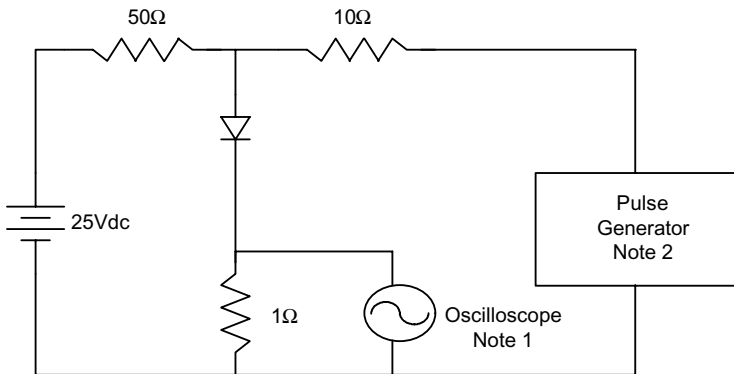 50Ω
10Ω
25Vdc
Pulse
Generator
Note 2
1Ω
Oscilloscope
Note 1